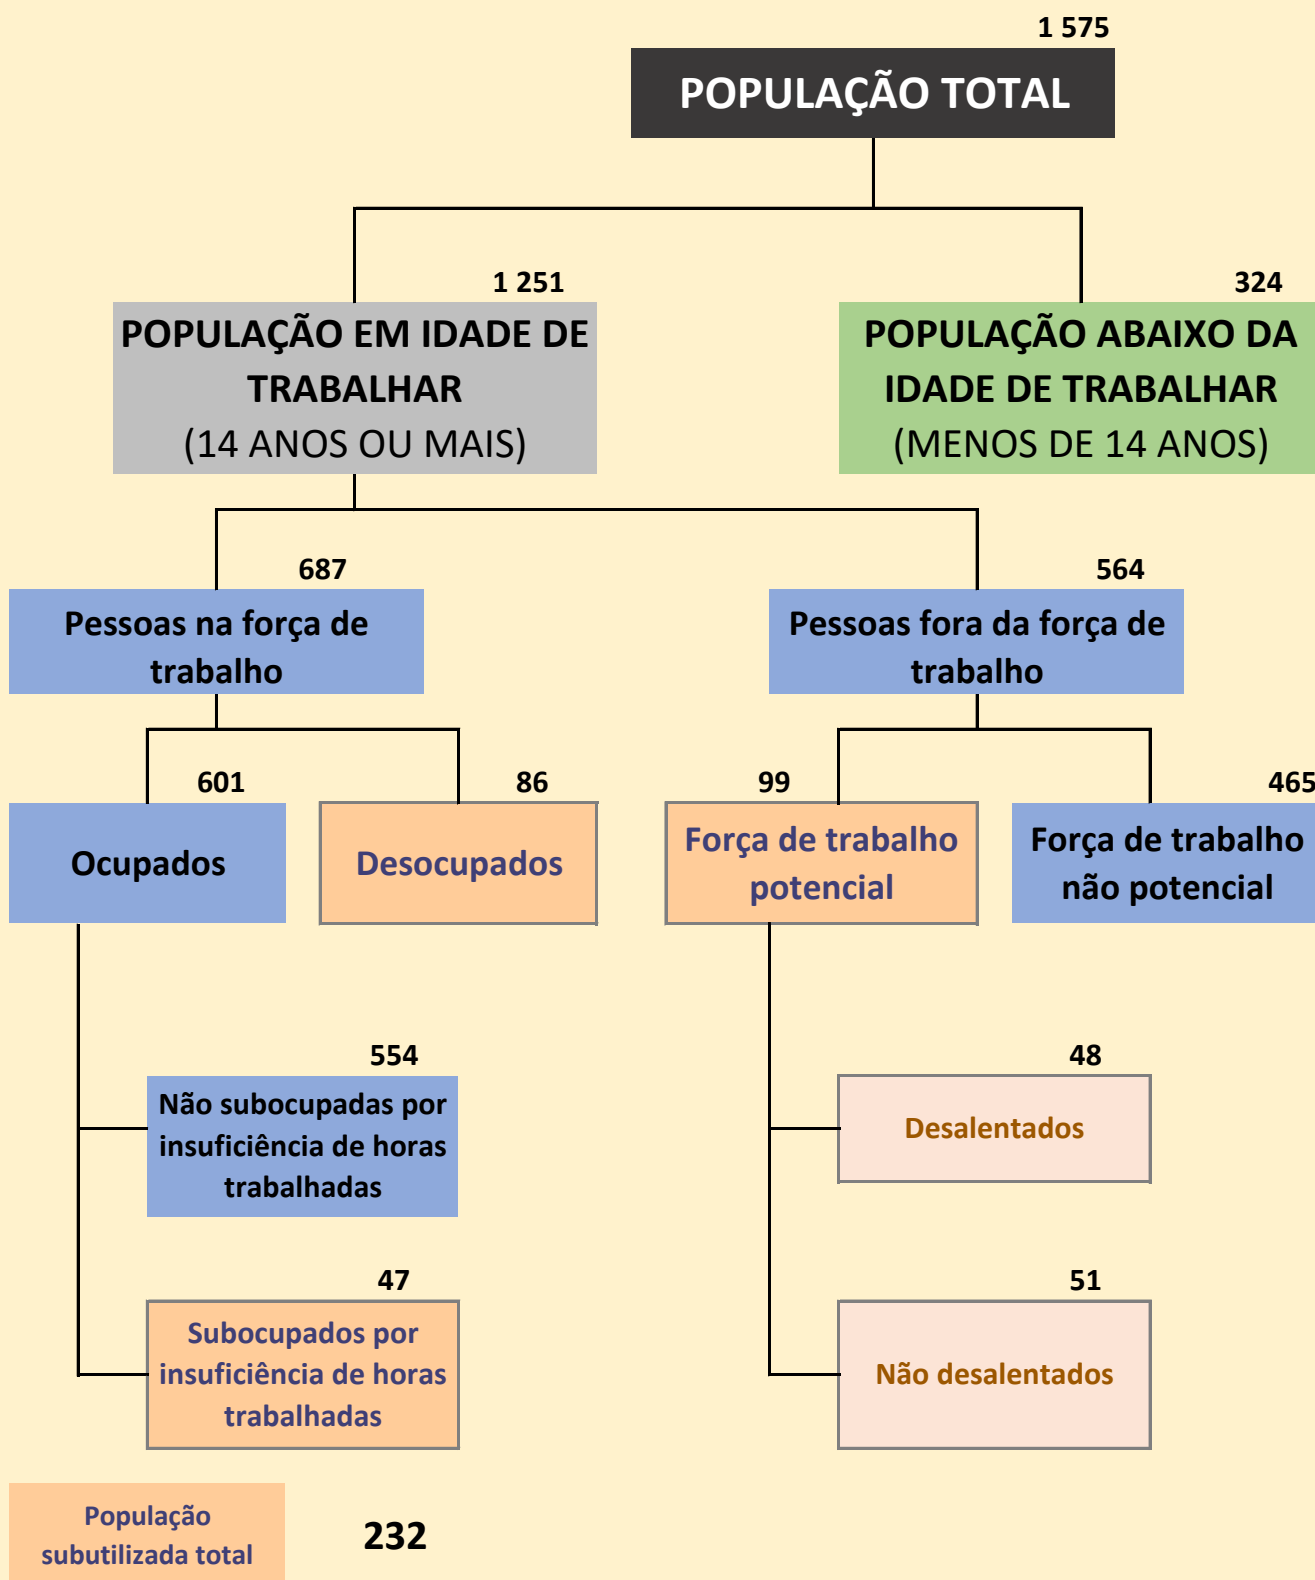 1 575
POPULAÇÃO TOTAL
1 251
POPULAÇÃO EM IDADE DE
TRABALHAR
(14 ANOS OU MAIS)
324
POPULAÇÃO ABAIXO DA
IDADE DE TRABALHAR
(MENOS DE 14 ANOS)
687
Pessoas na força de
trabalho
564
Pessoas fora da força de
trabalho
601
Ocupados
86
Desocupados
99
Força de trabalho
potencial
465
Força de trabalho
não potencial
554
Não subocupadas por
insuficiência de horas
trabalhadas
48
Desalentados
47
Subocupados por
insuficiência de horas
trabalhadas
51
Não desalentados
População
subutilizada total
232